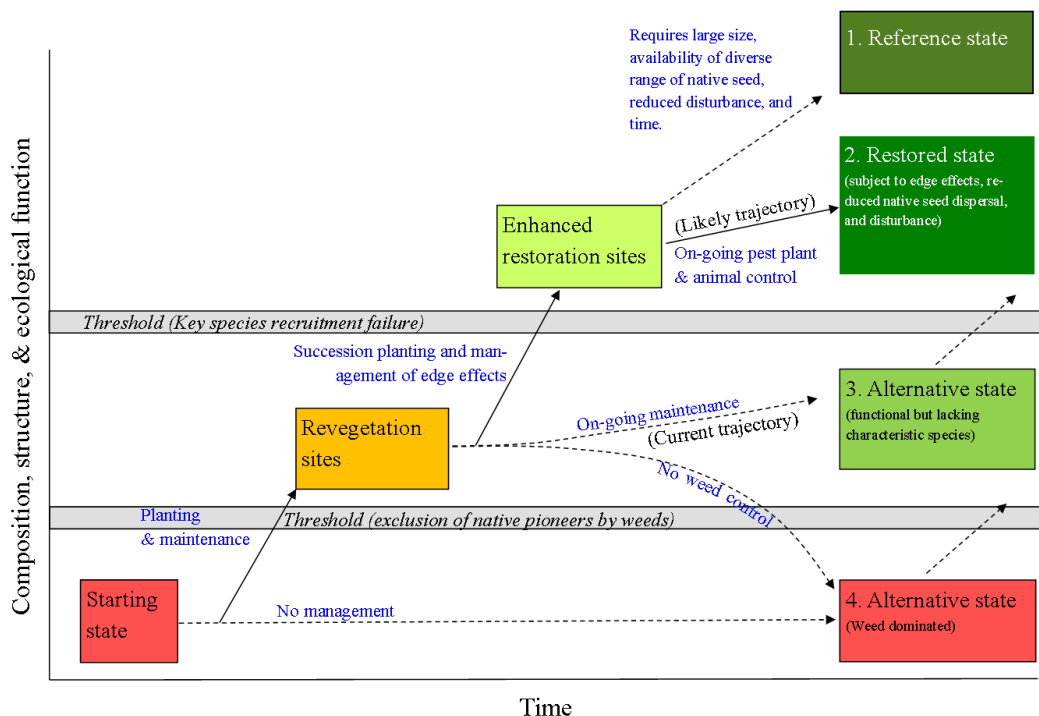 Composition, structure, & ecological function
Requires large size,
availability of diverse
range of native seed,
reduced disturbance, and
time.
1. Reference state
2. Restored state
(subject to edge effects, re-
duced native seed dispersal,
and disturbance)
Enhanced
restoration sites
(Likely trajectory)
On-going pest plant
& animal control
Threshold (Key species recruitment failure)
Succession planting and man-
agement of edge effects
Revegetation
sites
On-going maintenance
(Current trajectory)
3. Alternative state
(functional but lacking
characteristic species)
No weed control
Planting
& maintenance
Threshold (exclusion of native pioneers by weeds)
Starting
state
No management
4. Alternative state
(Weed dominated)
Time